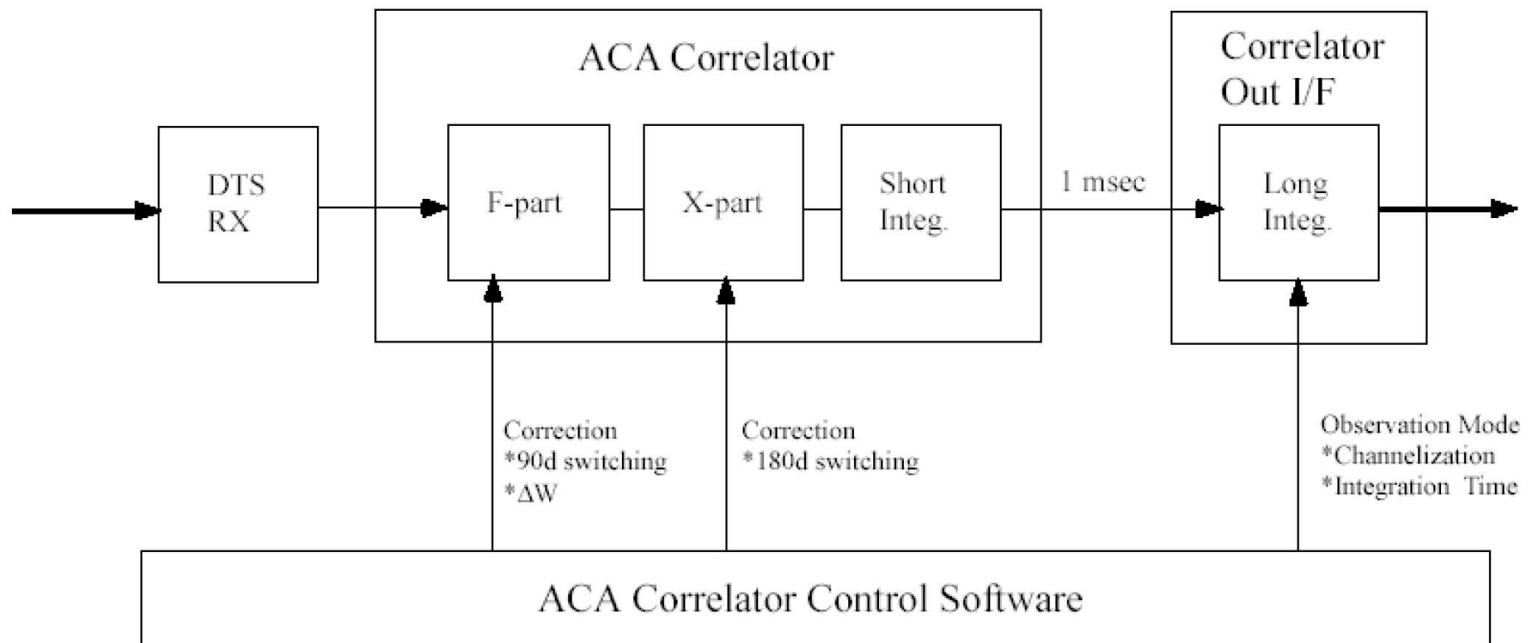 ACA Correlator
Correlator
Out I/F
DTS
RX
F-part
X-part
Short
Integ.
1 msec
Long
Integ.
Correction
*90d switching
*ΔW
Correction
*180d switching
Observation Mode
*Channelization
*Integration Time
ACA Correlator Control Software